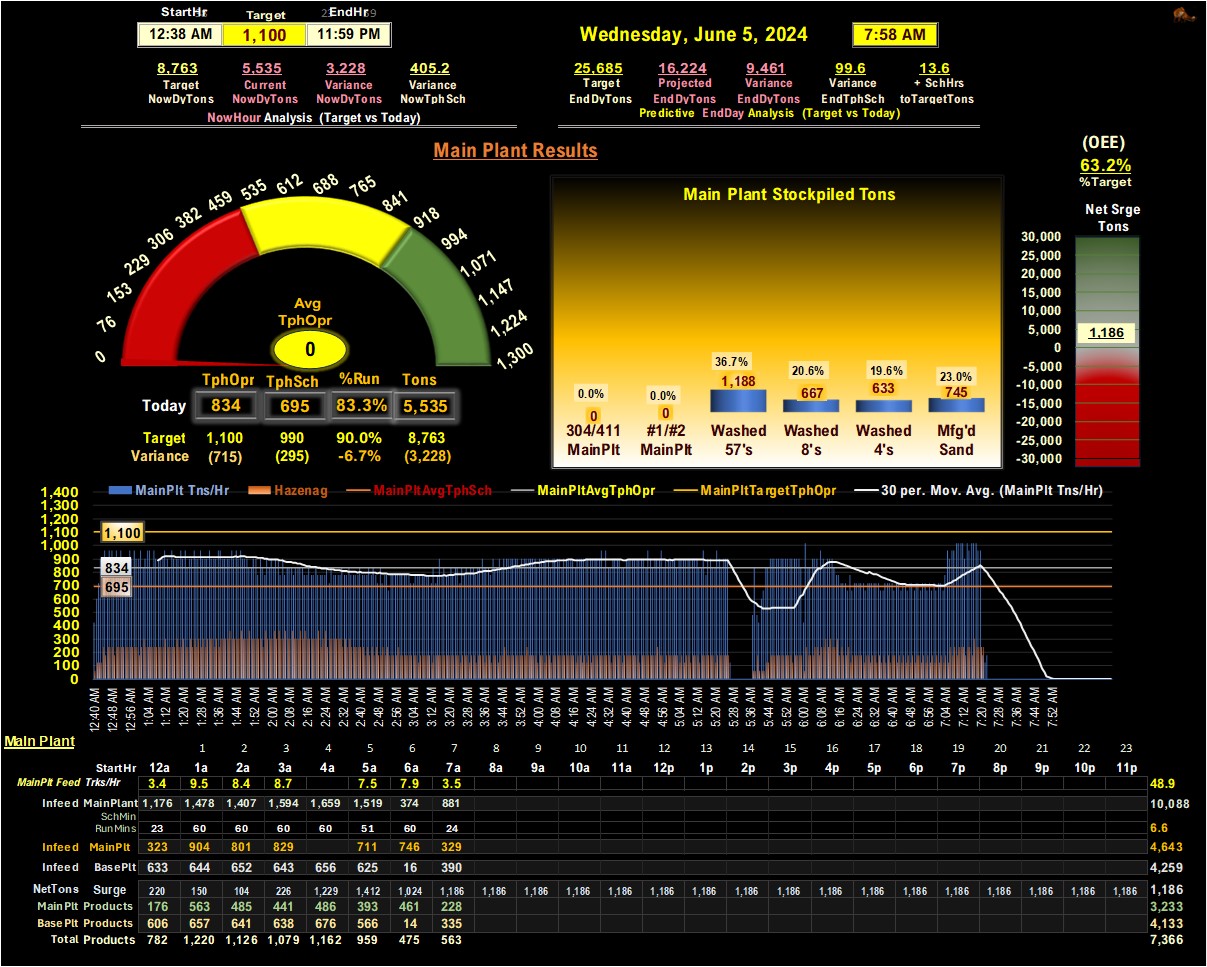 StartHr Target EndHr
12:38 AM 1,100 11:59 PM
Wednesday, June 5, 2024 7:58 AM
8,763 5,535 3,228 405.2
Target Current Variance Variance
NowDyTons NowDyTons NowDyTons NowTphSch
NowHour Analysis (Target vs Today)
25,685 16,224 9,461 99.6 13.6
Target Projected Variance Variance + SchHrs
EndDyTons EndDyTons EndDyTons EndTphSch toTargetTons
Predictive EndDay Analysis (Target vs Today)
Main Plant Results
(OEE)
63.2%
%Target
Net Srge
Tons
30,000
25,000
20,000
15,000
10,000
5,000
0
-5,000
-10,000
-15,000
-20,000
-25,000
-30,000
1,186
0 76 153 229 306 382 459 535 612 688 765 841 918 994 1,071 1,147 1,224 1,300
Avg
TphOpr
0
TphOpr TphSch %Run Tons
Today 834 695 83.3% 5,535
Target 1,100 990 90.0% 8,763
Variance (715) (295) -6.7% (3,228)
Main Plant Stockpiled Tons
0.0% 0.0% 36.7% 20.6% 19.6% 23.0%
0 0 1,188 667 633 745
304/411 #1/#2 Washed Washed Washed Mfg'd
MainPlt MainPlt 57's 8's 4's Sand
MainPlt Tns/Hr Hazenag MainPltAvgTphSch MainPltAvgTphOpr MainPltTargetTphOpr 30 per. Mov. Avg. (MainPlt Tns/Hr)
1,400
1,300
1,200
1,100
1,000
900
800
700
600
500
400
300
200
100
0
1,100
834
695
12:40 AM 12:48 AM 12:56 AM 1:04 AM 1:12 AM 1:20 AM 1:28 AM 1:36 AM 1:44 AM 1:52 AM 2:00 AM 2:08 AM 2:16 AM 2:24 AM 2:32 AM 2:40 AM 2:48 AM 2:56 AM 3:04 AM 3:12 AM 3:20 AM 3:28 AM 3:36 AM 3:44 AM 3:52 AM 4:00 AM 4:08 AM 4:16 AM 4:24 AM 4:32 AM 4:40 AM 4:48 AM 4:56 AM 5:04 AM 5:12 AM 5:20 AM 5:28 AM 5:36 AM 5:44 AM 5:52 AM 6:00 AM 6:08 AM 6:16 AM 6:24 AM 6:32 AM 6:40 AM 6:48 AM 6:56 AM 7:04 AM 7:12 AM 7:20 AM 7:28 AM 7:36 AM 7:44 AM 7:52 AM
Main Plant
1 2 3 4 5 6 7 8 9 10 11 12 13 14 15 16 17 18 19 20 21 22 23
StartHr 12a 1a 2a 3a 4a 5a 6a 7a 8a 9a 10a 11a 12p 1p 2p 3p 4p 5p 6p 7p 8p 9p 10p 11p
MainPlt Feed Trks/Hr 3.4 9.5 8.4 8.7 7.5 7.9 3.5 48.9
Infeed MainPlant 1,176 1,478 1,407 1,594 1,659 1,519 374 881 10,088
SchMin
RunMins 23 60 60 60 60 51 60 24 6.6
Infeed MainPlt 323 904 801 829 711 746 329 4,643
Infeed BasePlt 633 644 652 643 656 625 16 390 4,259
NetTons Surge 220 150 104 226 1,229 1,412 1,024 1,186 1,186 1,186 1,186 1,186 1,186 1,186 1,186 1,186 1,186 1,186 1,186 1,186 1,186 1,186 1,186 1,186 1,186
MainPlt Products 176 563 485 441 486 393 461 228 3,233
BasePlt Products 606 657 641 638 676 566 14 335 4,133
Total Products 782 1,220 1,126 1,079 1,162 959 475 563 7,366